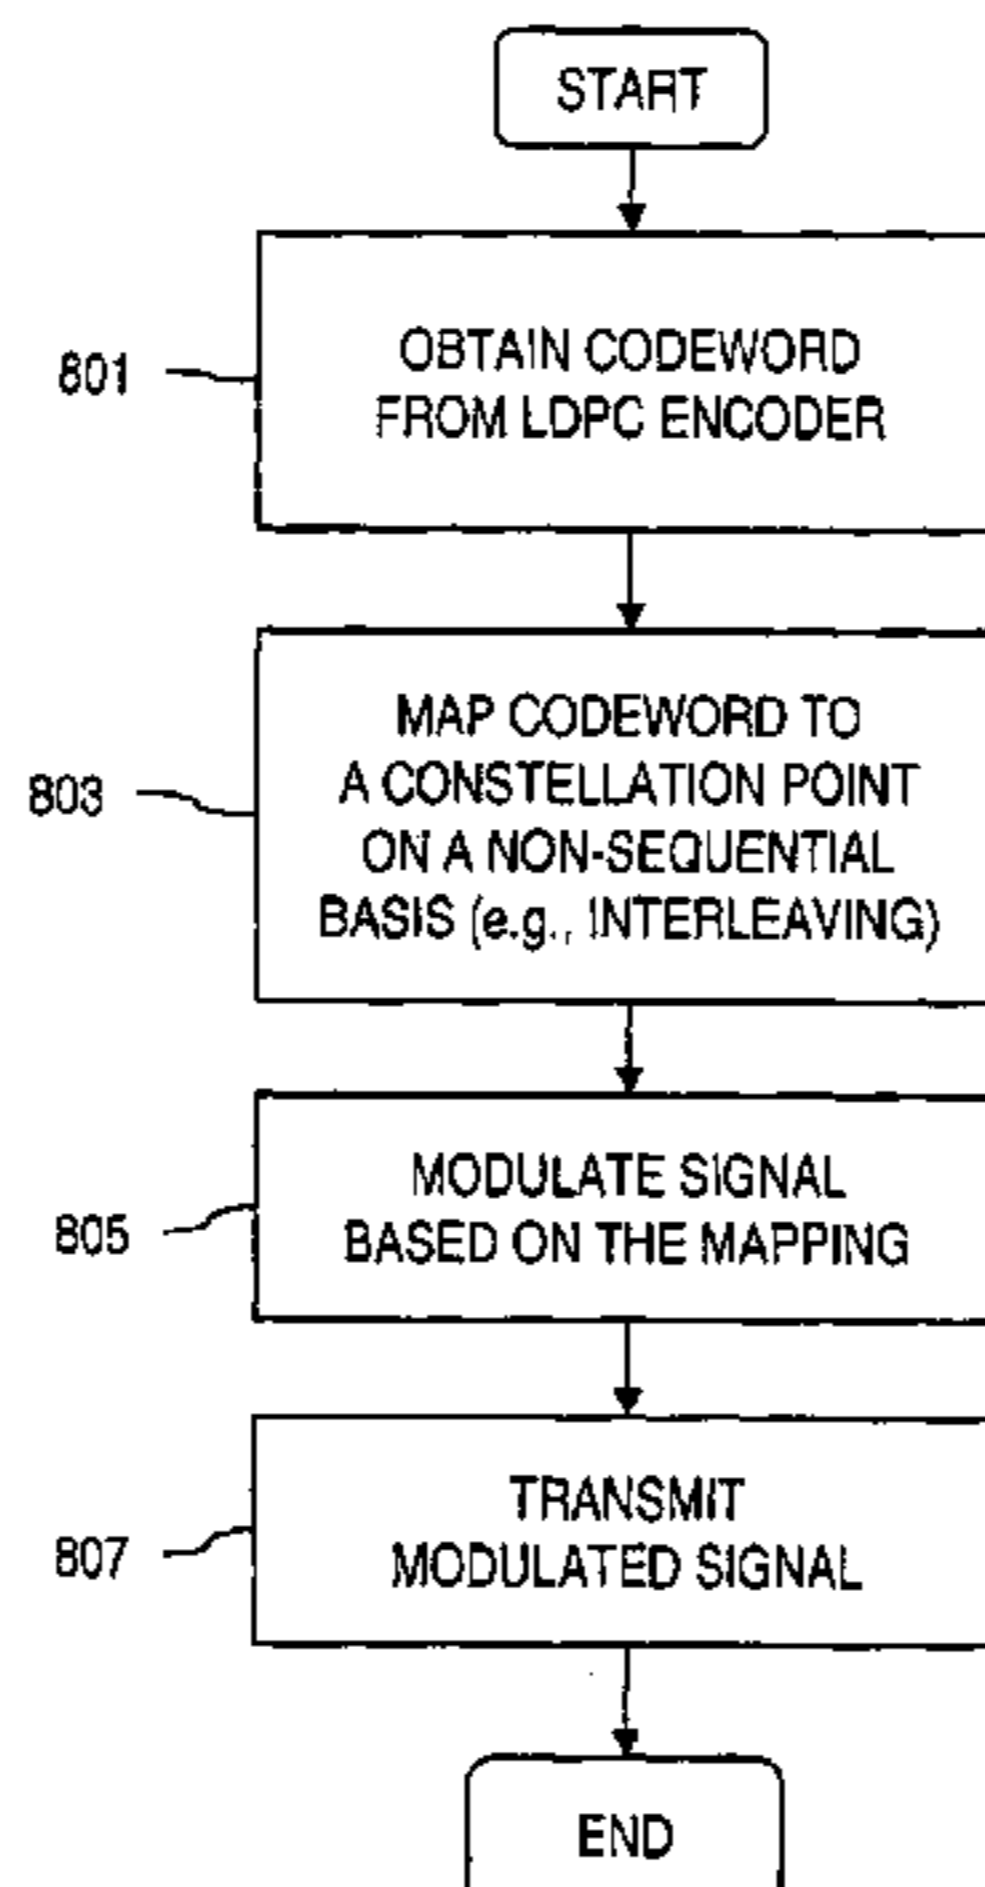 START
801
OBTAIN CODEWORD
FROM LDPC ENCODER
803
MAP CODEWORD TO
A CONSTELLATION POINT
ON A NON-SEQUENTIAL
BASIS (e.g., INTERLEAVING)
805
MODULATE SIGNAL
BASED ON THE MAPPING
807
TRANSMIT
MODULATED SIGNAL
END